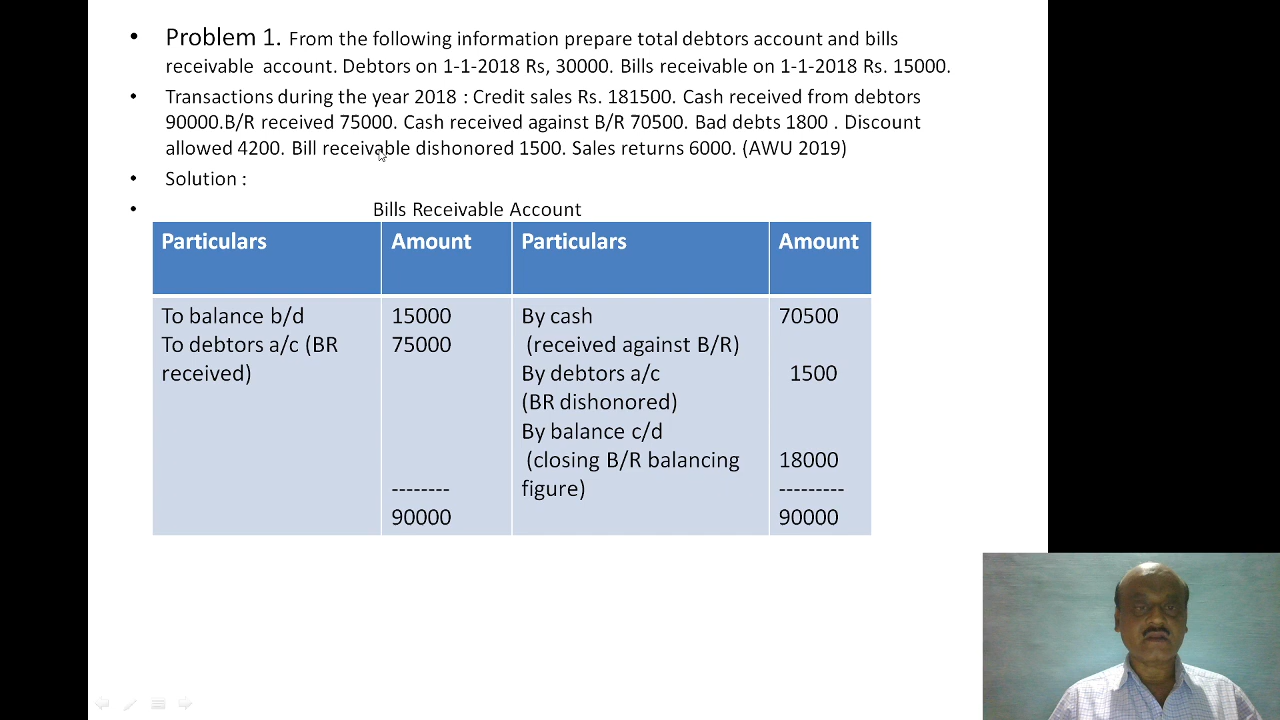 Problem 1. From the following information prepare total debtors account and bills
receivable account. Debtors on 1-1-2018 Rs, 30000. Bills receivable on 1-1-2018 Rs. 15000.
Transactions during the year 2018 : Credit sales Rs. 181500. Cash received from debtors
90000.B/R received 75000. Cash received against B/R 70500. Bad debts 1800 . Discount
allowed 4200. Bill receivable dishonored 1500. Sales returns 6000. (AWU 2019)
Solution :
Bills Receivable Account
Particulars Amount Particulars Amount
To balance b/d 15000 By cash 70500
To debtors a/c (BR 75000 (received against B/R)
received) By debtors a/c 1500
(BR dishonored)
By balance c/d
(closing B/R balancing 18000
-------- figure) ---------
90000 90000